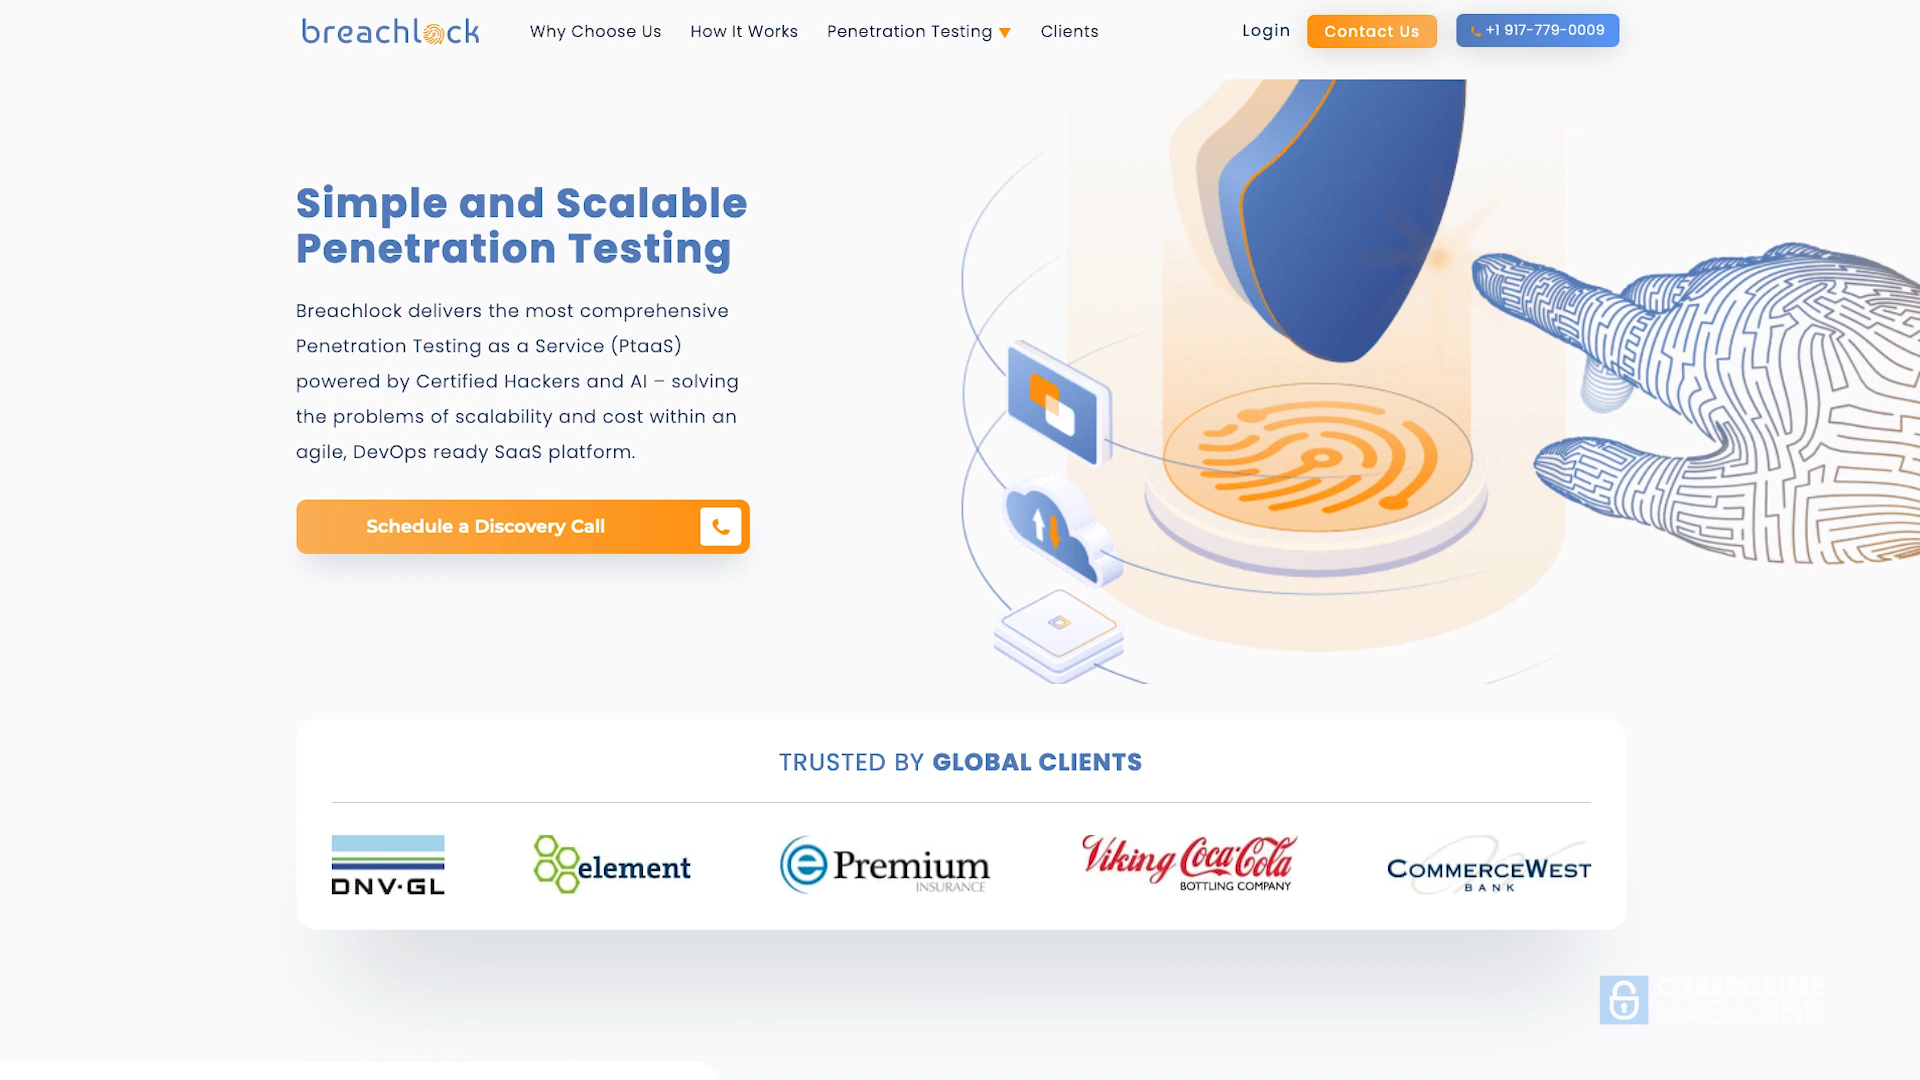 breachlock
Why Choose Us
How It Works
Penetration Testing
Clients
Login
Contact Us
+1 917-779-0009
Simple and Scalable
Penetration Testing
Breachlock delivers the most comprehensive
Penetration Testing as a Service (PtaaS)
powered by Certified Hackers and AI – solving
the problems of scalability and cost within an
agile, DevOps ready SaaS platform.
Schedule a Discovery Call
TRUSTED BY GLOBAL CLIENTS
DNV·GL
element
e Premium
INSURANCE
Viking Coca-Cola
BOTTLING COMPANY
COMMERCEWEST
BANK
CYBERCRIME
MAGAZINE